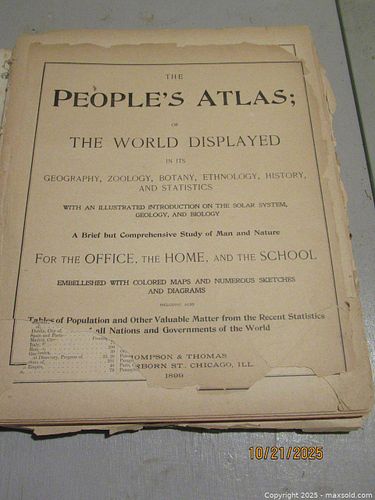 THE
PEOPLE'S ATLAS;
OR
THE WORLD DISPLAYED
IN ITS
GEOGRAPHY, ZOOLOGY, BOTANY, ETHNOLOGY, HISTORY,
AND STATISTICS
WITH AN ILLUSTRATED INTRODUCTION ON THE SOLAR SYSTEM,
GEOLOGY, AND BIOLOGY
A Brief but Comprehensive Study of Man and Nature
FOR THE OFFICE, THE HOME, AND THE SCHOOL
EMBELLISHED WITH COLORED MAPS AND NUMEROUS SKETCHES
AND DIAGRAMS
INCLUDING ALSO
Tables of Population and Other Valuable Matter from the Recent Statistics
all Nations and Governments of the World
OMPSON & THOMAS
RBORN ST. CHICAGO, ILL
1899
10/21/2025
Copyright 2025 - maxsold.com